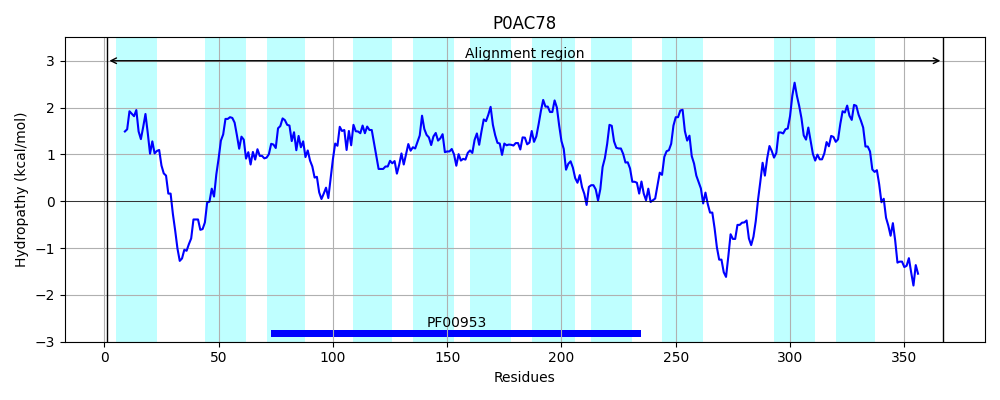 P0AC78
Hydropathy (kcal/mol)
3
2
1
0
−1
−2
−3
Alignment region
PF00953
0 50 100 150 200 250 300 350
Residues